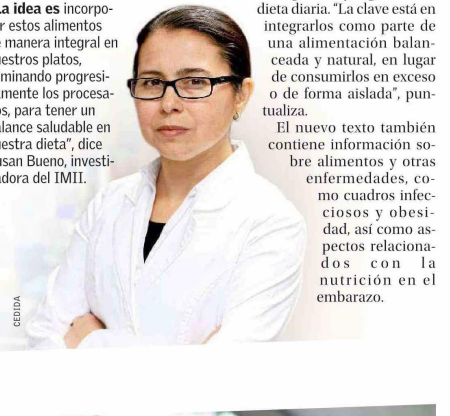 La idea es incorpo-
r estos alimentos
manera integral en
estros platos,
minando progresi-
mente los procesa-
s, para tener un
lance saludable en
estra dieta", dice
usan Bueno, investi-
dora del IMII.
CEDIDA
dieta diaria. "La clave está en
integrarlos como parte de
una alimentación balan-
ceada y natural, en lugar
de consumirlos en exceso
o de forma aislada", pun-
tualiza.
El nuevo texto también
contiene información so-
bre alimentos y otras
enfermedades, co-
mo cuadros infec-
ciosos y obesi-
dad, así como as-
pectos relaciona-
dos con la
nutrición en el
embarazo.